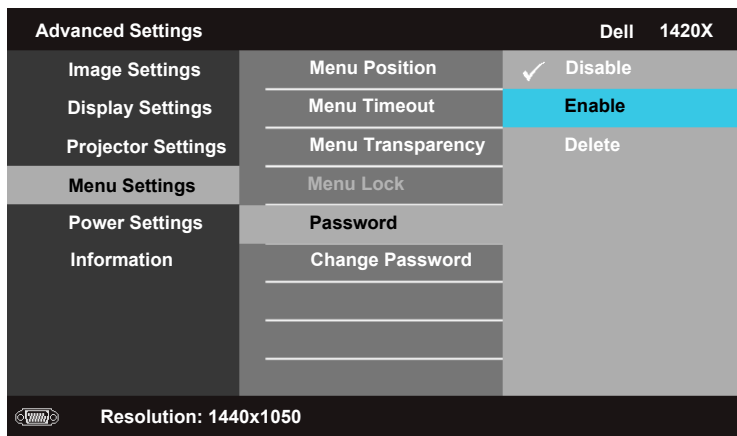 Advanced Settings Dell 1420X
Image Settings Menu Position Disable
Display Settings Menu Timeout Enable
Projector Settings Menu Transparency Delete
Menu Settings Menu Lock
Power Settings Password
Information Change Password
Resolution: 1440x1050